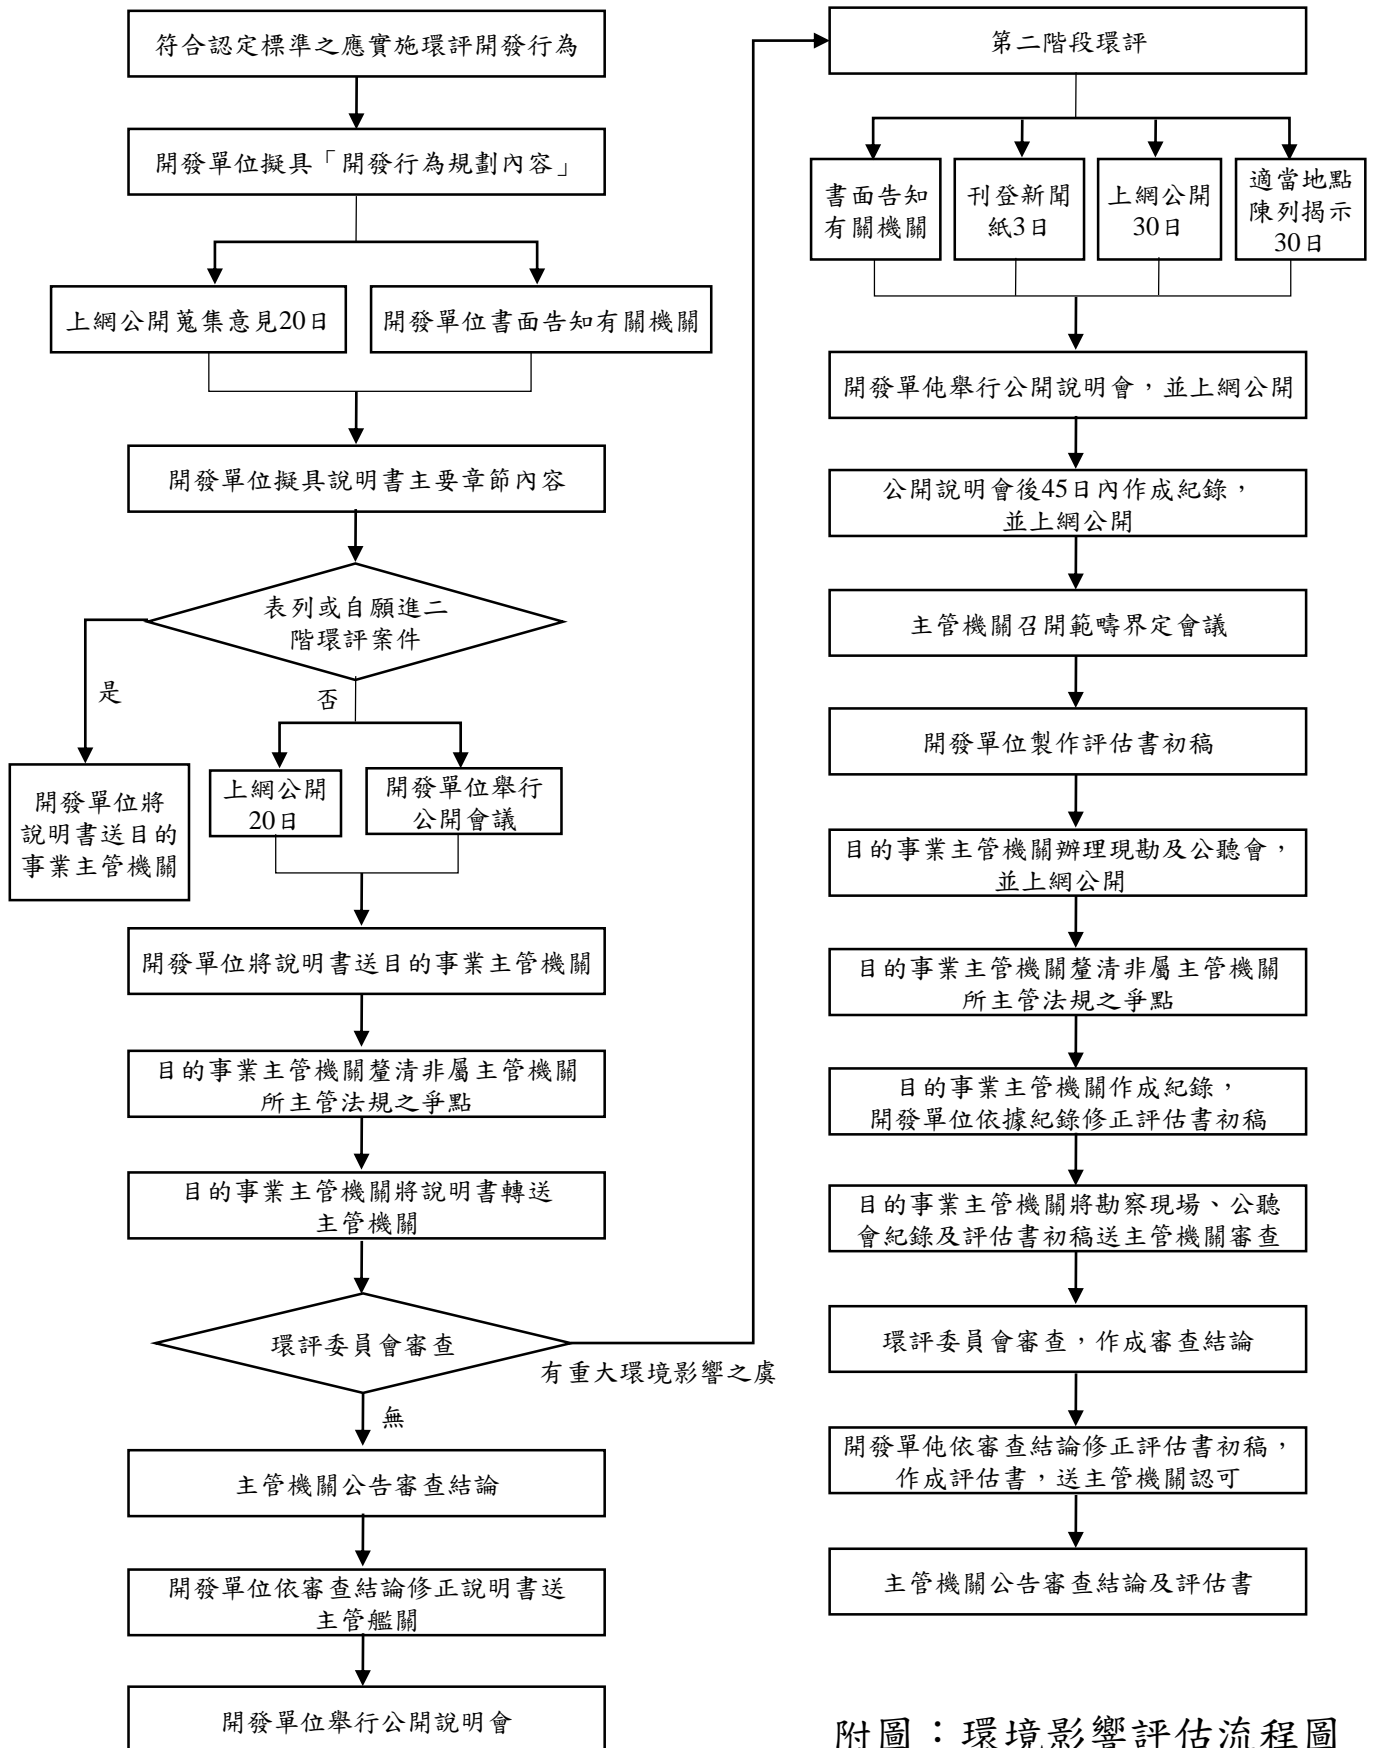 符合認定標準之應實施環評開發行為
開發單位擬具「開發行為規劃內容」
上網公開蒐集意見20日
開發單位書面告知有關機關
開發單位擬具說明書主要章節內容
表列或自願進二
階環評案件
是
否
開發單位將
說明書送目的
事業主管機關
上網公開
20日
開發單位舉行
公開會議
開發單位將說明書送目的事業主管機關
目的事業主管機關釐清非屬主管機關
所主管法規之爭點
目的事業主管機關將說明書轉送
主管機關
環評委員會審查
有重大環境影響之虞
無
主管機關公告審查結論
開發單位依審查結論修正說明書送
主管艦關
開發單位舉行公開說明會
第二階段環評
書面告知
有關機關
刊登新聞
紙3日
上網公開
30日
適當地點
陳列揭示
30日
開發單佗舉行公開說明會，並上網公開
公開說明會後45日內作成紀錄，
並上網公開
主管機關召開範疇界定會議
開發單位製作評估書初稿
目的事業主管機關辦理現勘及公聽會，
並上網公開
目的事業主管機關釐清非屬主管機關
所主管法規之爭點
目的事業主管機關作成紀錄，
開發單位依據紀錄修正評估書初稿
目的事業主管機關將勘察現場、公聽
會紀錄及評估書初稿送主管機關審查
環評委員會審查，作成審查結論
開發單佗依審查結論修正評估書初稿，
作成評估書，送主管機關認可
主管機關公告審查結論及評估書
附圖：環境影響評估流程圖